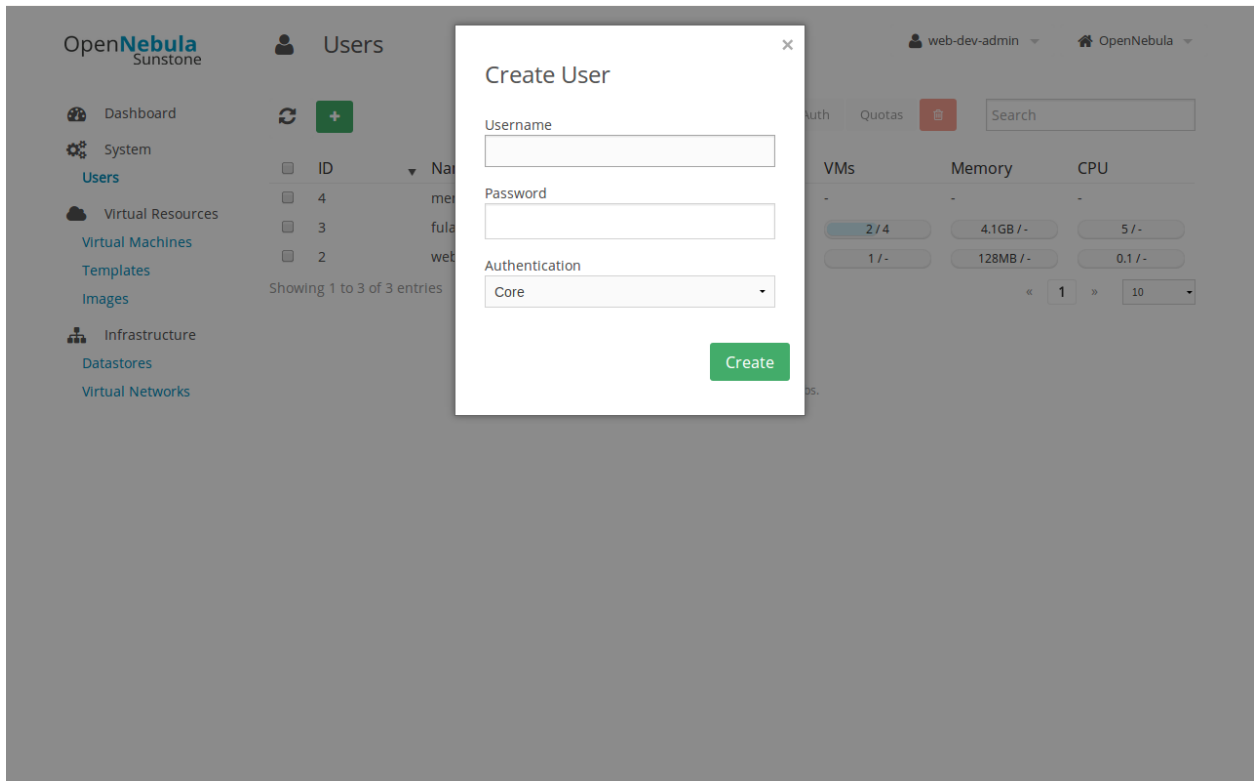 OpenNebula
Sunstone
Users
web-dev-admin
OpenNebula
Dashboard
System
Users
Virtual Resources
Virtual Machines
Templates
Images
Infrastructure
Datastores
Virtual Networks
+
Quotas
Search
ID VMs Memory CPU
4 - - -
3 2 / 4 4.1GB / - 5 / -
2 1 / - 128MB / - 0.1 / -
Showing 1 to 3 of 3 entries
« 1 » 10
×
Create User
Username
Password
Authentication
Core
Create